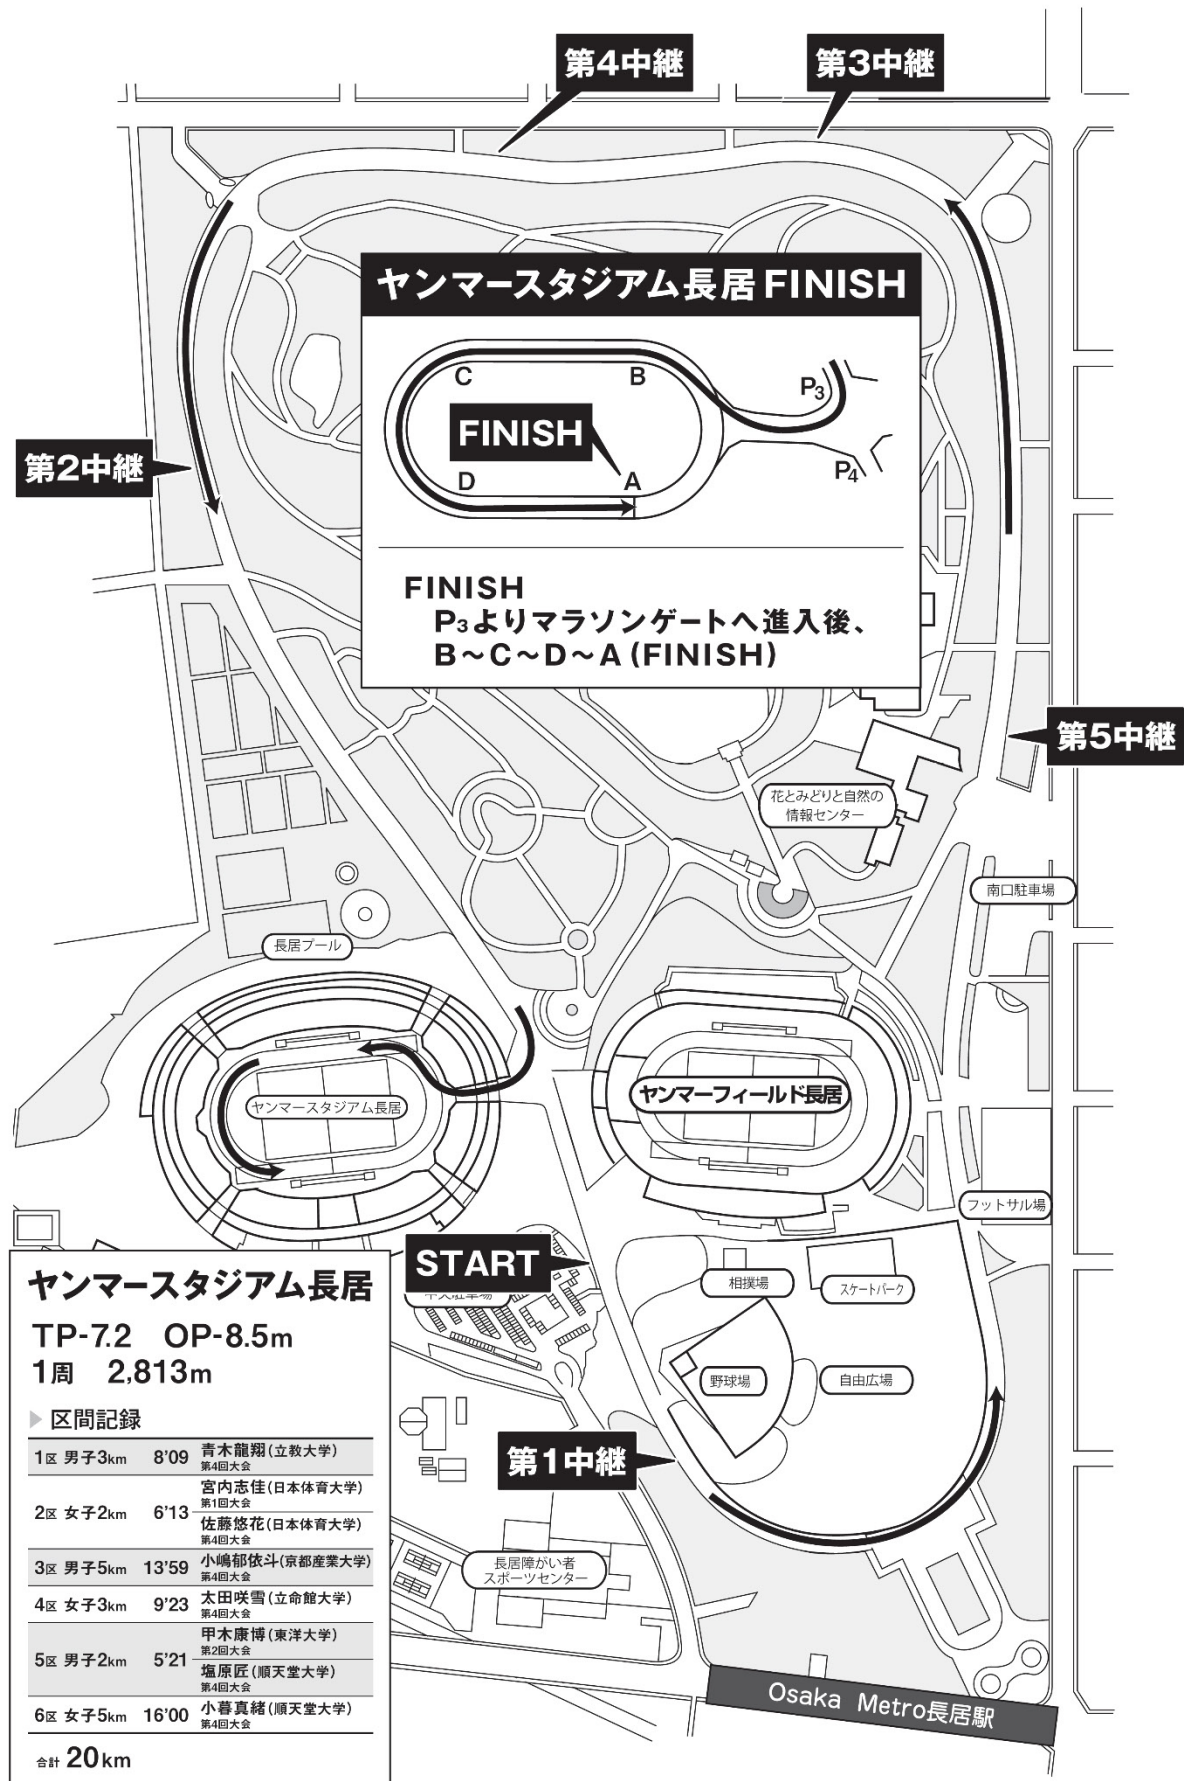 第4中継
第3中継
ヤンマースタジアム長居 FINISH
C
B
P3
FINISH
D
A
P4
FINISH
P3よりマラソンゲートへ進入後、
B～C～D～A（FINISH）
第2中継
第5中継
花とみどりと自然の
情報センター
南口駐車場
長居プール
ヤンマースタジアム長居
ヤンマーフィールド長居
フットサル場
START
相撲場
スケートパーク
野球場
自由広場
第1中継
長居障がい者
スポーツセンター
Osaka Metro長居駅
ヤンマースタジアム長居
TP-7.2 OP-8.5m
1周 2,813m
▶ 区間記録
1区 男子3km 8'09 青木龍翔（立教大学）
第4回大会
2区 女子2km 6'13 宮内志佳（日本体育大学）
第1回大会
佐藤悠花（日本体育大学）
第4回大会
3区 男子5km 13'59 小嶋郁依斗（京都産業大学）
第4回大会
4区 女子3km 9'23 太田咲雪（立命館大学）
第4回大会
5区 男子2km 5'21 甲木康博（東洋大学）
第2回大会
塩原匠（順天堂大学）
第4回大会
6区 女子5km 16'00 小暮真緒（順天堂大学）
第4回大会
合計 20km